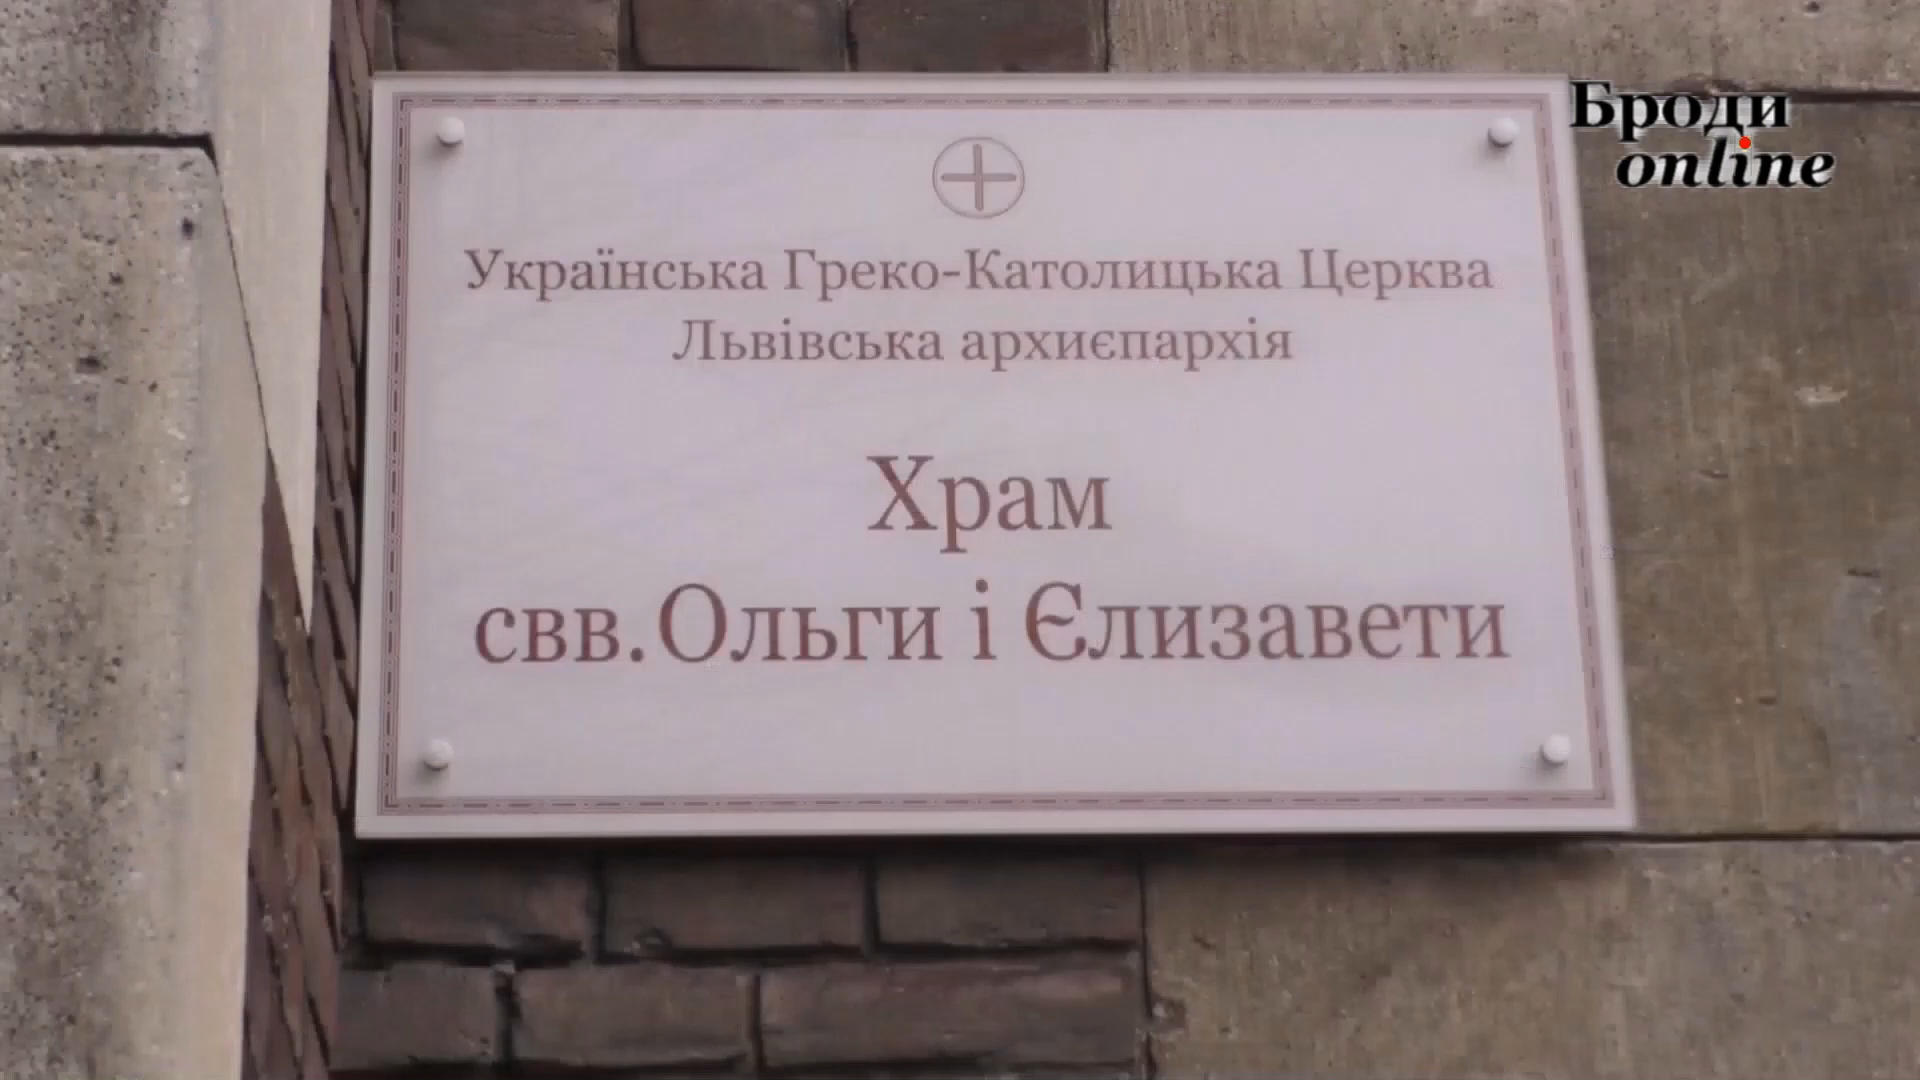 Броди
online
Українська Греко-Католицька Церква
Львівська архиєпархія
Храм
свв.Ольги і Єлизавети